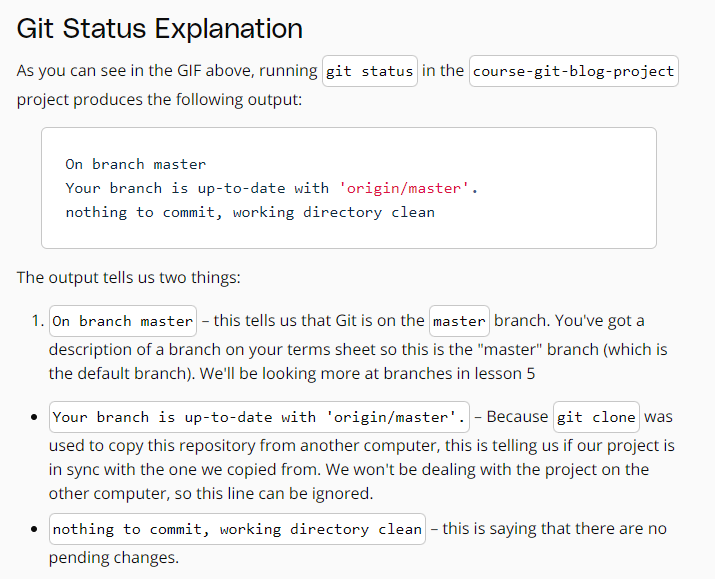 Git Status Explanation
As you can see in the GIF above, running git status in the course-git-blog-project
project produces the following output:
On branch master
Your branch is up-to-date with 'origin/master'.
nothing to commit, working directory clean
The output tells us two things:
1. On branch master – this tells us that Git is on the master branch. You've got a
description of a branch on your terms sheet so this is the "master" branch (which is
the default branch). We'll be looking more at branches in lesson 5
• Your branch is up-to-date with 'origin/master'. – Because git clone was
used to copy this repository from another computer, this is telling us if our project is
in sync with the one we copied from. We won't be dealing with the project on the
other computer, so this line can be ignored.
• nothing to commit, working directory clean – this is saying that there are no
pending changes.